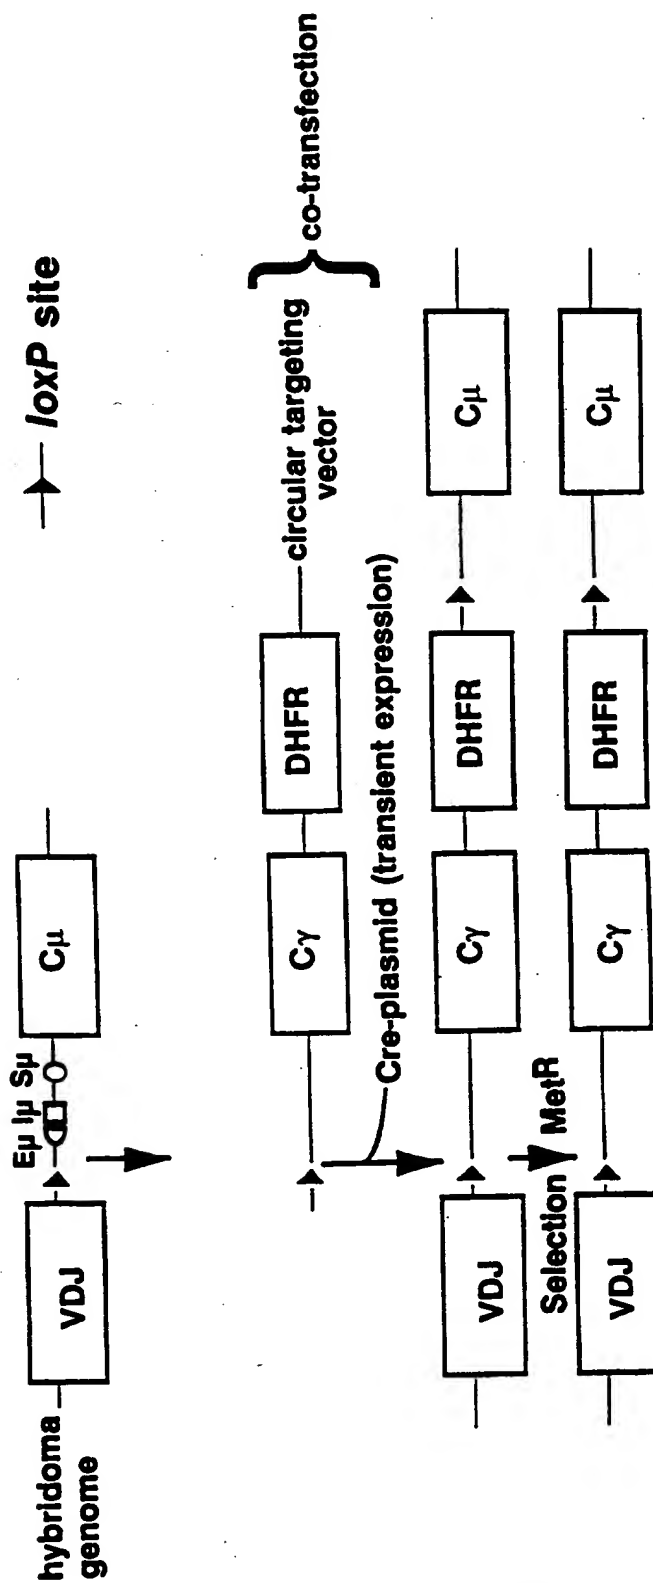 loxP site
hybridoma
genome
VDJ
Eμ Iμ Sμ
Cμ
Cγ
DHFR
circular targeting
vector
co-transfection
Cre-plasmid (transient expression)
VDJ
Cγ
DHFR
Cμ
Selection MetR
VDJ
Cγ
DHFR
Cμ